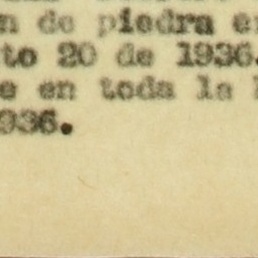 n de piedra e
to 20 de 1936.
e en toda la
936.